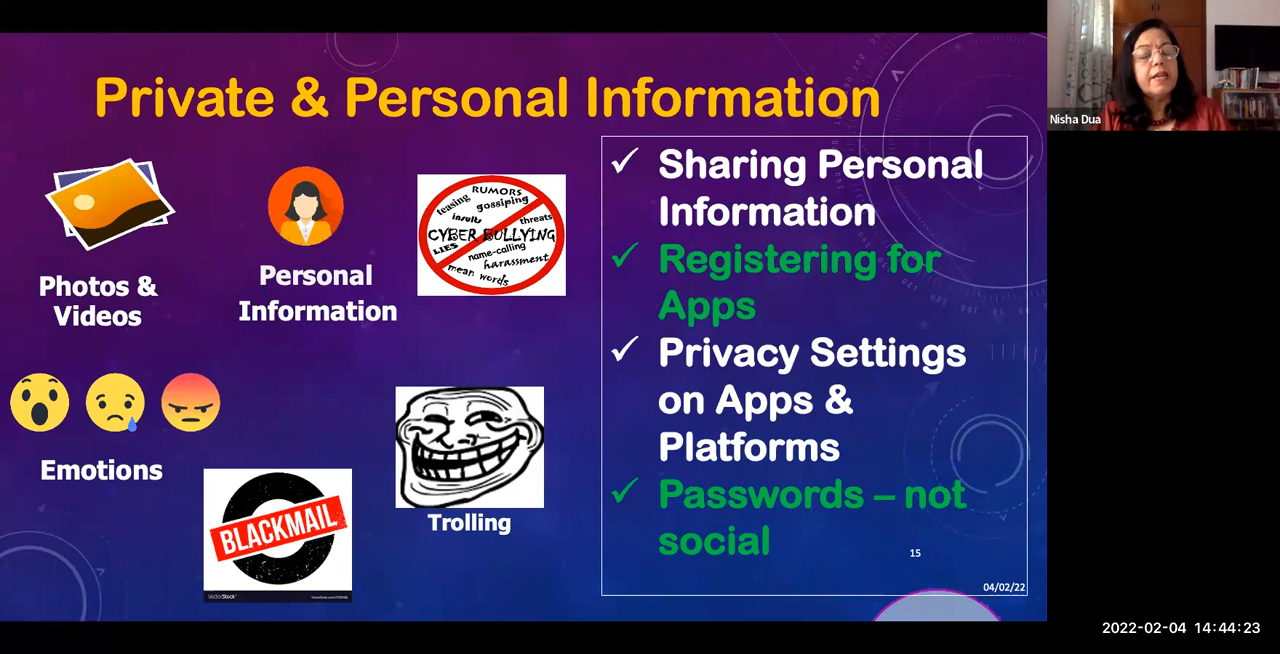 Private & Personal Information
Nisha Dua
Photos &
Videos
Personal
Information
RUMORS
teasing
gossiping
insults
threats
CYBER BULLYING
LIES
name-calling
harassment
mean words
Emotions
BLACKMAIL
VectorStock
Trolling
✓ Sharing Personal
Information
✓ Registering for
Apps
✓ Privacy Settings
on Apps &
Platforms
✓ Passwords – not
social
15
04/02/22
2022-02-04 14:44:23